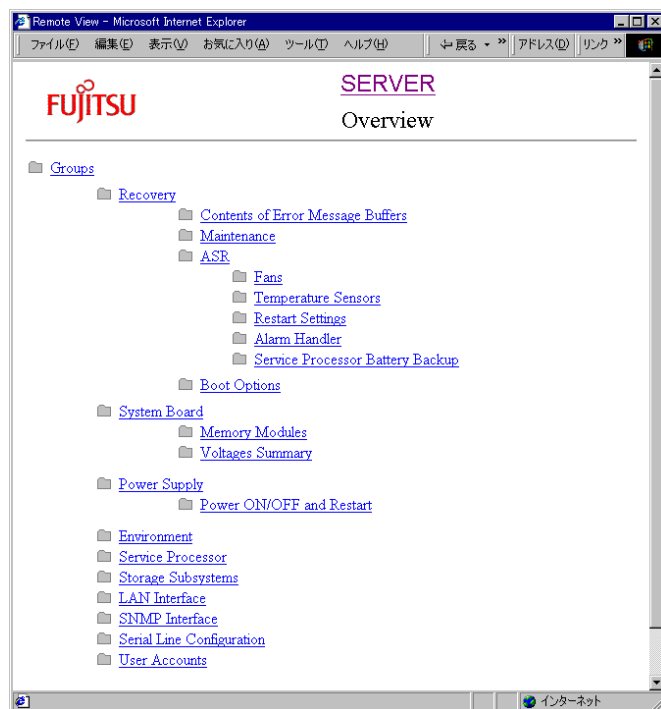 Remote View - Microsoft Internet Explorer
ファイル(F) 編集(E) 表示(V) お気に入り(A) ツール(T) ヘルプ(H) 戻る » アドレス(D) リンク »
FUJITSU
SERVER
Overview
Groups
Recovery
Contents of Error Message Buffers
Maintenance
ASR
Fans
Temperature Sensors
Restart Settings
Alarm Handler
Service Processor Battery Backup
Boot Options
System Board
Memory Modules
Voltages Summary
Power Supply
Power ON/OFF and Restart
Environment
Service Processor
Storage Subsystems
LAN Interface
SNMP Interface
Serial Line Configuration
User Accounts
インターネット